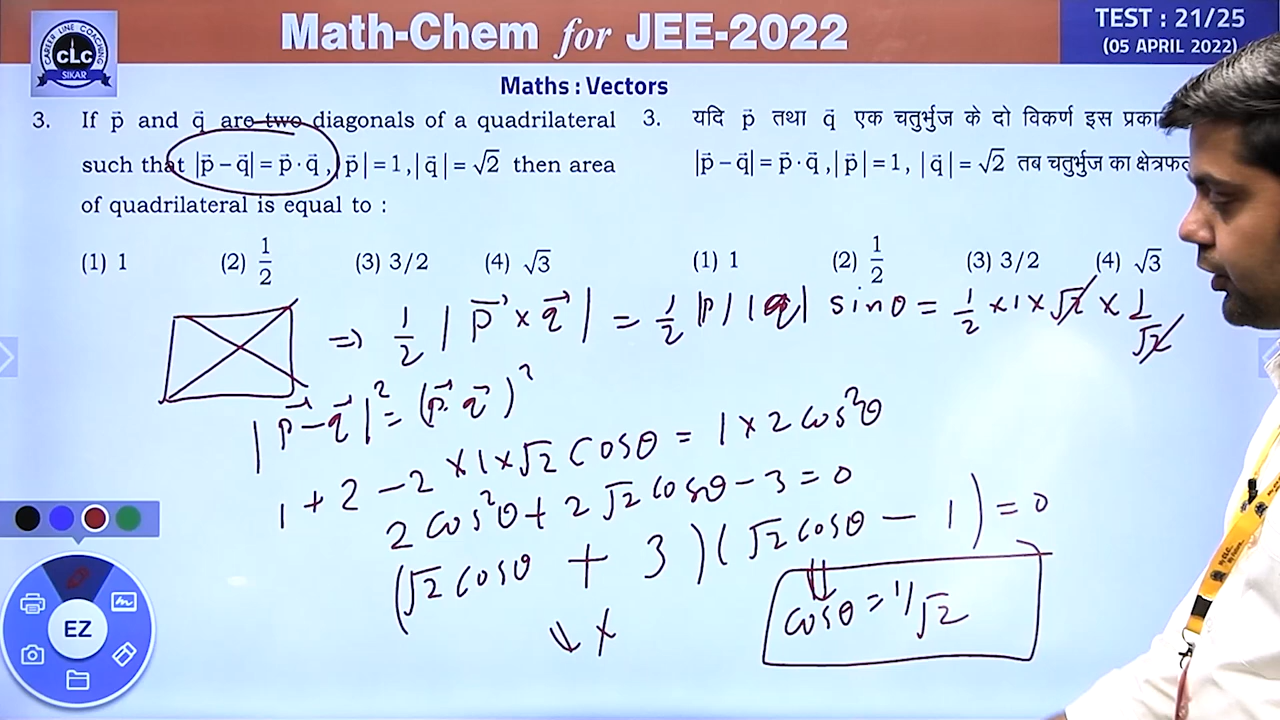 CAREER LINE COACHING
CLC
SIKAR
Math-Chem for JEE-2022
TEST : 21/25
(05 APRIL 2022)
Maths : Vectors
3. If p⃗ and q⃗ are two diagonals of a quadrilateral
such that |p⃗ − q⃗| = p⃗ · q⃗ , |p⃗| = 1, |q⃗| = √2 then area
of quadrilateral is equal to :
(1) 1 (2) 1/2 (3) 3/2 (4) √3
3. यदि p⃗ तथा q⃗ एक चतुर्भुज के दो विकर्ण इस
|p⃗ − q⃗| = p⃗ · q⃗ , | p⃗ | = 1, | q⃗ | = √2 तब चतुर्भुज का
(1) 1 (2) 1/2 (3) 3/2 (4) √3
⇒ 1/2 | p⃗ × q⃗ | = 1/2 |p| |q| sinθ = 1/2 × 1 × √2 × 1/√2
|p⃗ − q⃗|² = (p⃗ · q⃗)²
1 + 2 − 2 × 1 × √2 cosθ = 1 × 2 cos²θ
2 cos²θ + 2√2 cosθ − 3 = 0
(√2 cosθ + 3)(√2 cosθ − 1) = 0
↓ × cosθ = 1/√2
EZ